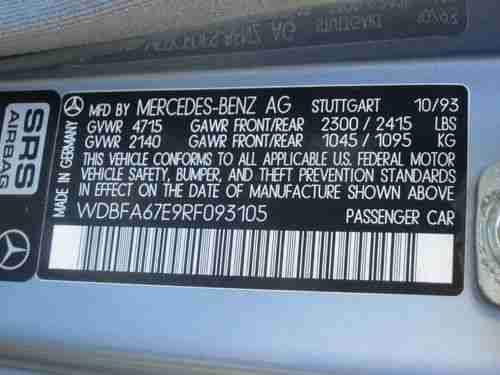 MFD BY MERCEDES-BENZ AG STUTTGART 10/93
GVWR 4715 GAWR FRONT/REAR 2300/2415 LBS
GVWR 2140 GAWR FRONT/REAR 1045/1095 KG
THIS VEHICLE CONFORMS TO ALL APPLICABLE U.S. FEDERAL MOTOR
VEHICLE SAFETY, BUMPER, AND THEFT PREVENTION STANDARDS
IN EFFECT ON THE DATE OF MANUFACTURE SHOWN ABOVE
WDBFA67E9RF093105 PASSENGER CAR
MADE IN GERMANY
SRS
AIRBAG